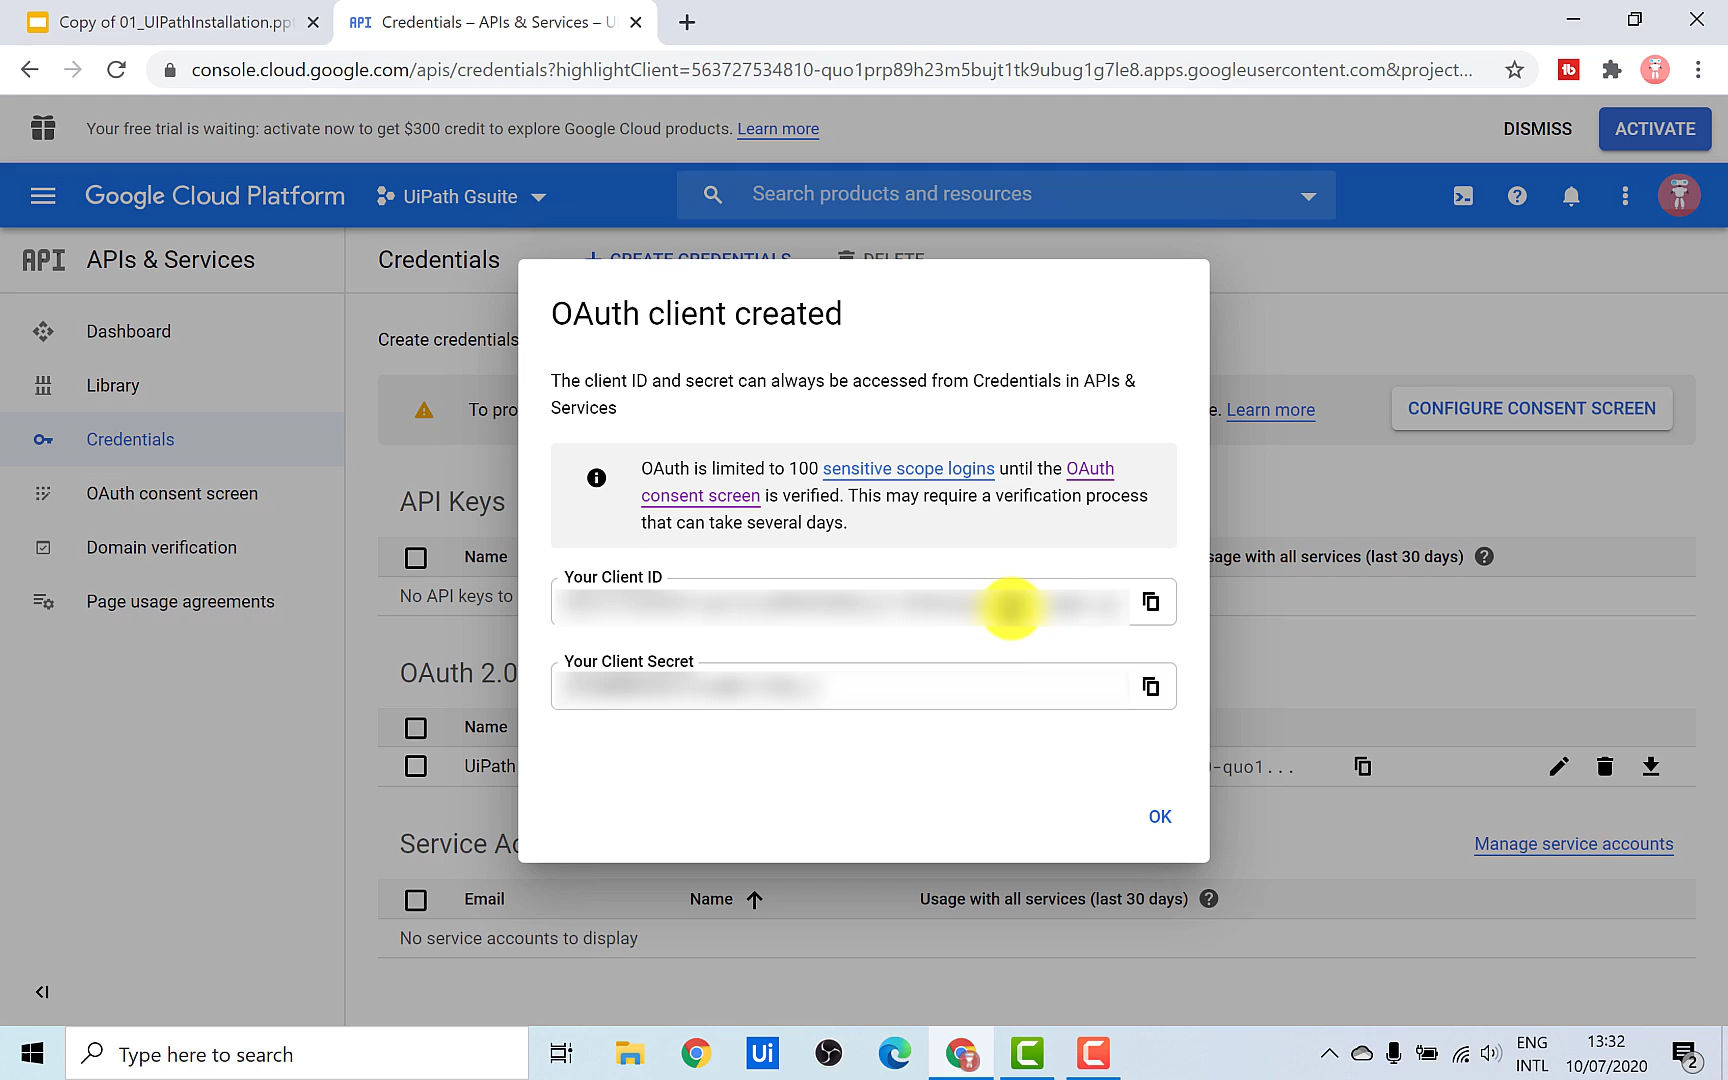 Copy of 01_UIPathInstallation.ppt
API Credentials – APIs & Services – U
console.cloud.google.com/apis/credentials?highlightClient=563727534810-quo1prp89h23m5bujt1tk9ubug1g7le8.apps.googleusercontent.com&project...
Your free trial is waiting: activate now to get $300 credit to explore Google Cloud products. Learn more
DISMISS
ACTIVATE
Google Cloud Platform
UiPath Gsuite
Search products and resources
API APIs & Services
Credentials
CREATE CREDENTIALS
DELETE
Dashboard
Library
Credentials
OAuth consent screen
Domain verification
Page usage agreements
Create credentials
To pro
e. Learn more
CONFIGURE CONSENT SCREEN
OAuth client created
The client ID and secret can always be accessed from Credentials in APIs &
Services
OAuth is limited to 100 sensitive scope logins until the OAuth
consent screen is verified. This may require a verification process
that can take several days.
Your Client ID
Your Client Secret
OK
API Keys
Name
sage with all services (last 30 days)
No API keys to
OAuth 2.0
Name
UiPath
-quo1...
Service Ac
Manage service accounts
Email
Name
Usage with all services (last 30 days)
No service accounts to display
Type here to search
Ui
ENG
INTL
13:32
10/07/2020
2